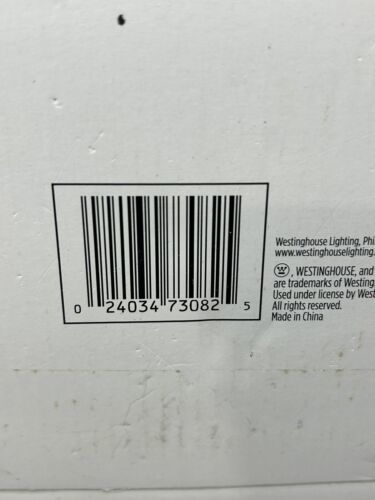 0 24034 73082 5
Westinghouse Lighting, Phi
www.westinghouselighting.
, WESTINGHOUSE, and
are trademarks of Westing
Used under license by West
All rights reserved.
Made in China